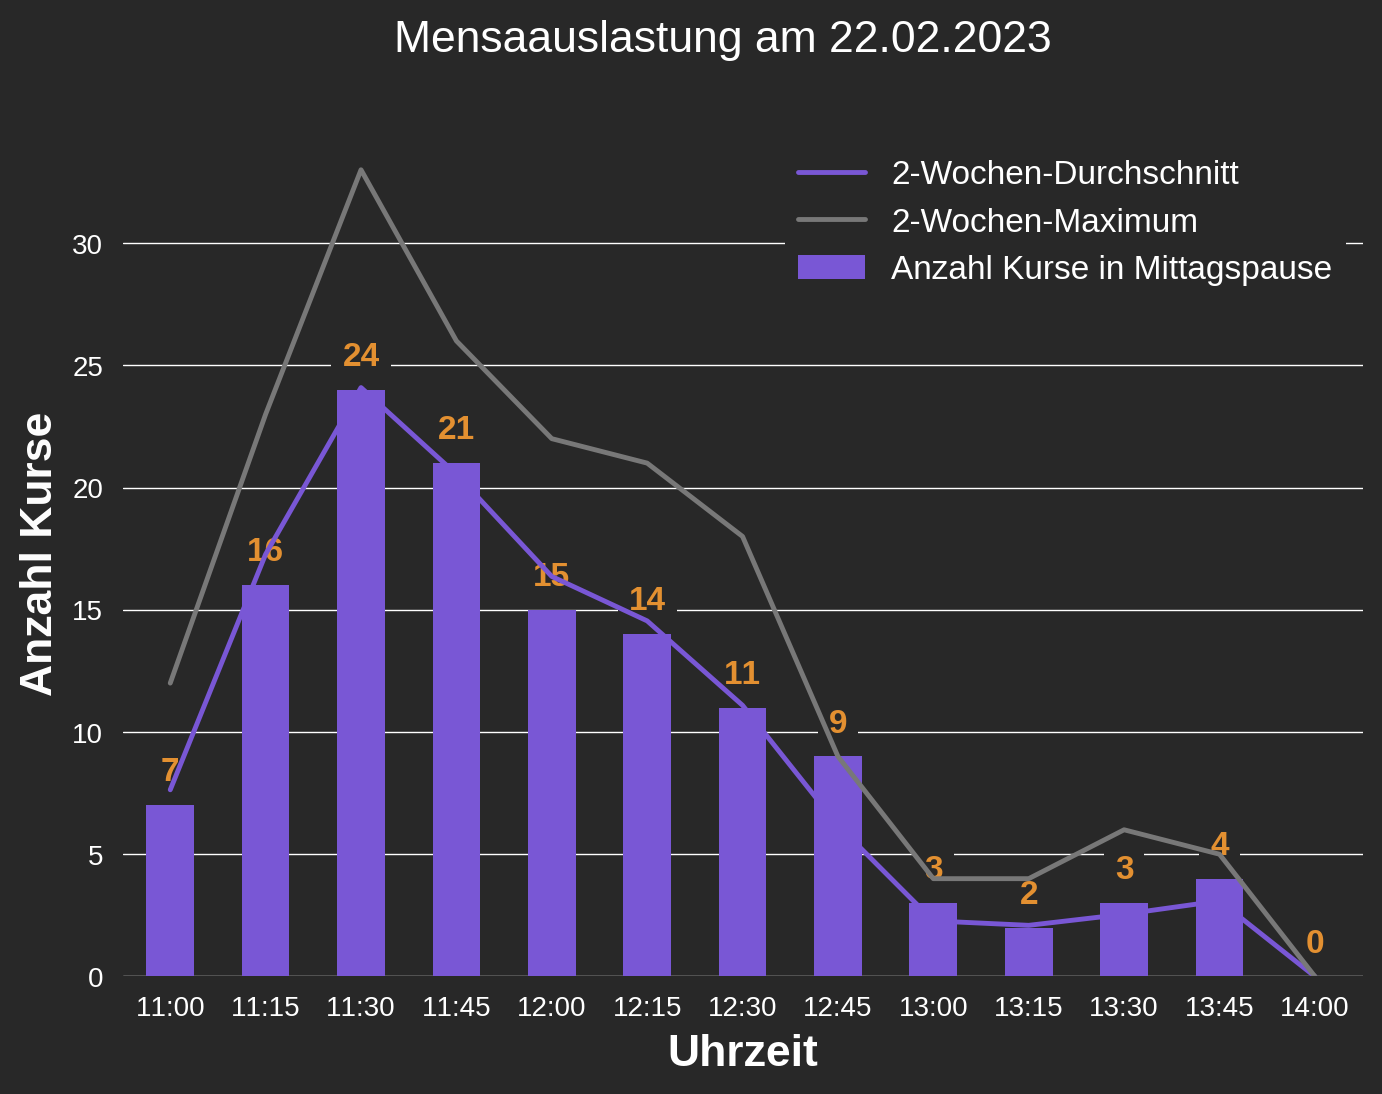 Mensaauslastung am 22.02.2023
2-Wochen-Durchschnitt
2-Wochen-Maximum
Anzahl Kurse in Mittagspause
Anzahl Kurse
30
25
20
15
10
5
0
7
16
24
21
15
14
11
9
3
2
3
4
0
11:00 11:15 11:30 11:45 12:00 12:15 12:30 12:45 13:00 13:15 13:30 13:45 14:00
Uhrzeit